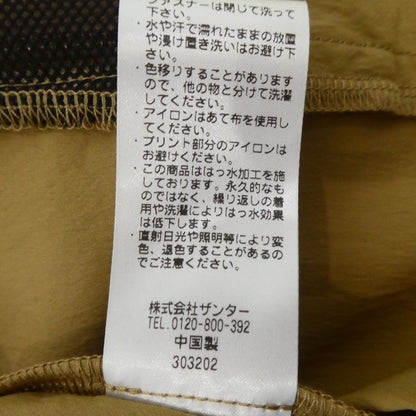 ファスナーは閉じて洗って
下さい。
・水や汗で濡れたままの放置
や浸け置き洗いはお避け下
さい。
・色移りすることがあります
ので、他の物と分けて洗濯
してください。
・アイロンはあて布を使用し
てください。
・プリント部分のアイロンは
お避けください。
・この商品ははっ水加工を施
しております。永久的なも
のではなく、繰り返しの着
用や洗濯によりはっ水効果
は低下します。
・直射日光や照明等により変
色、退色することがあるの
でご注意ください。
株式会社ザンター
TEL.0120-800-392
中国製
303202